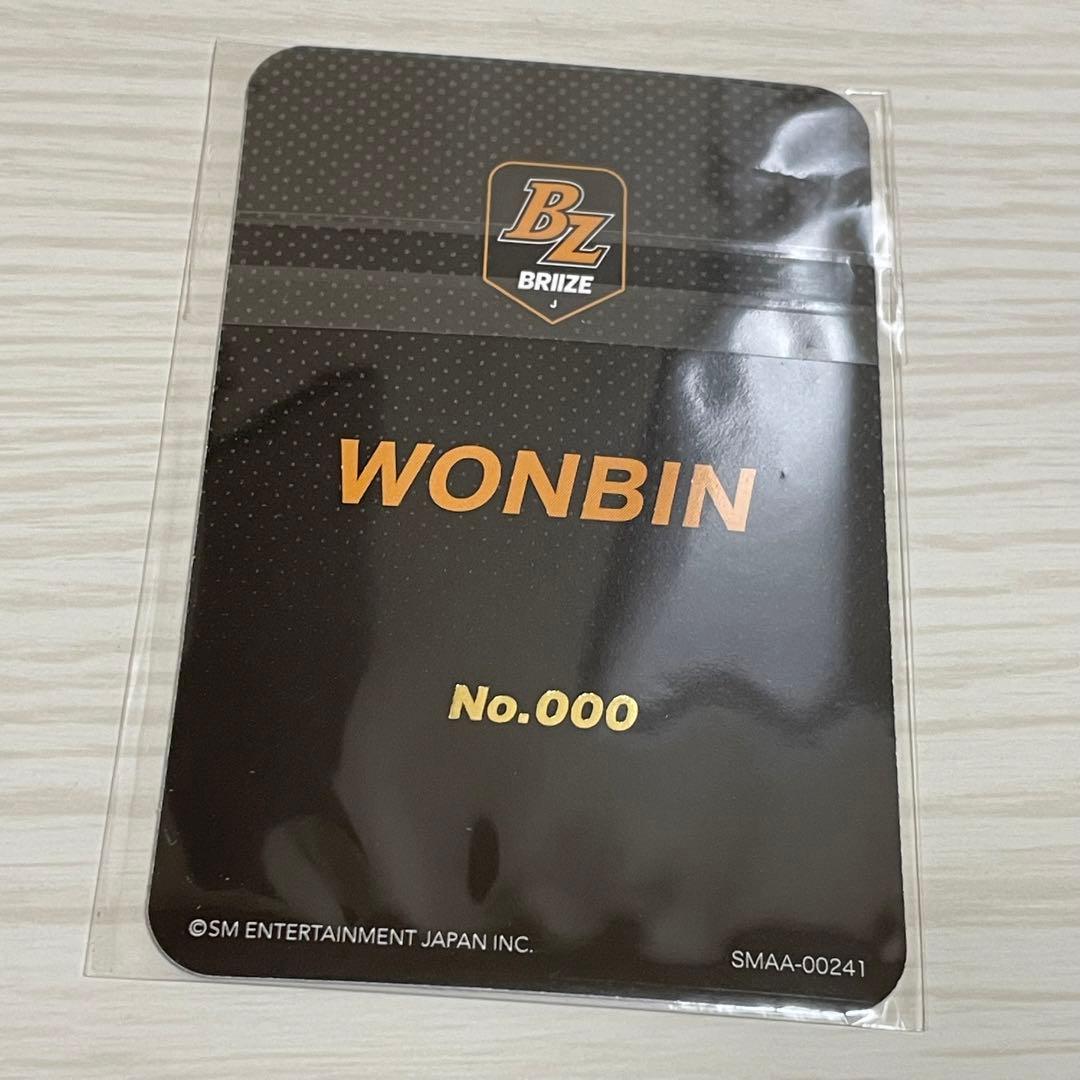 BZ
BRIIZE
J
WONBIN
No.000
©SM ENTERTAINMENT JAPAN INC.
SMAA-00241